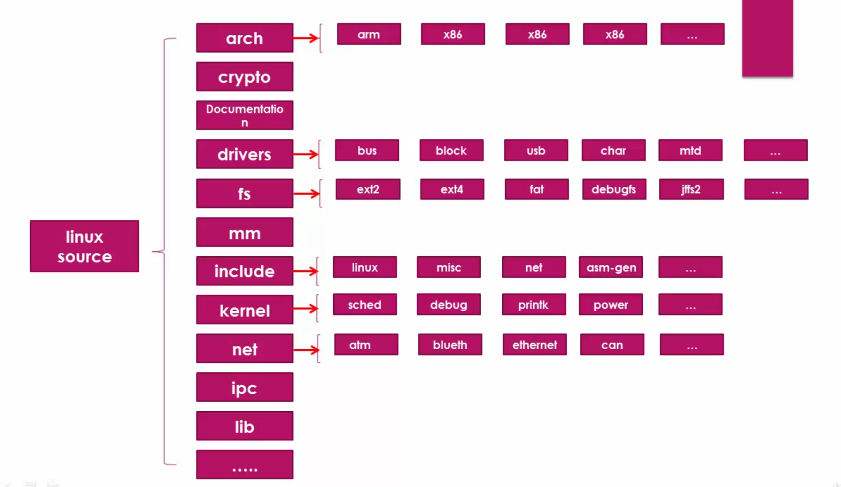 arch
arm
x86
x86
x86
...
crypto
Documentatio
n
drivers
bus
block
usb
char
mtd
...
fs
ext2
ext4
fat
debugfs
jffs2
...
linux
source
mm
include
linux
misc
net
asm-gen
...
kernel
sched
debug
printk
power
...
net
atm
blueth
ethernet
can
...
ipc
lib
.....